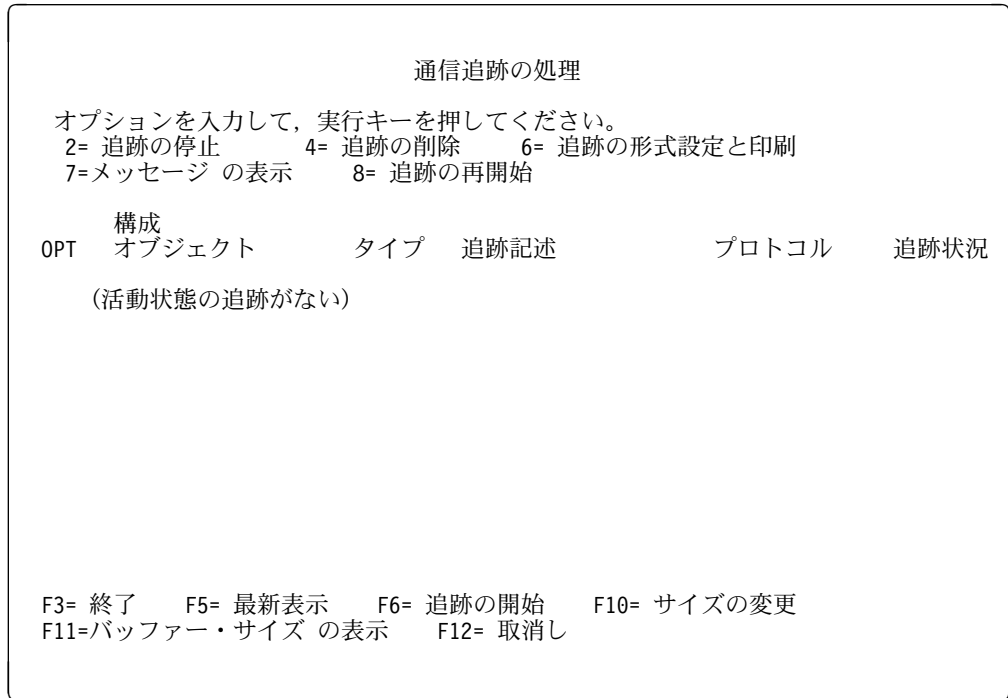 通信追跡の処理
オプションを入力して, 実行キーを押してください。
2= 追跡の停止 4= 追跡の削除 6= 追跡の形式設定と印刷
7=メッセージ の表示 8= 追跡の再開始
構成
OPT オブジェクト タイプ 追跡記述 プロトコル 追跡状況
(活動状態の追跡がない)
F3= 終了 F5= 最新表示 F6= 追跡の開始 F10= サイズの変更
F11=バッファー・サイズ の表示 F12= 取消し